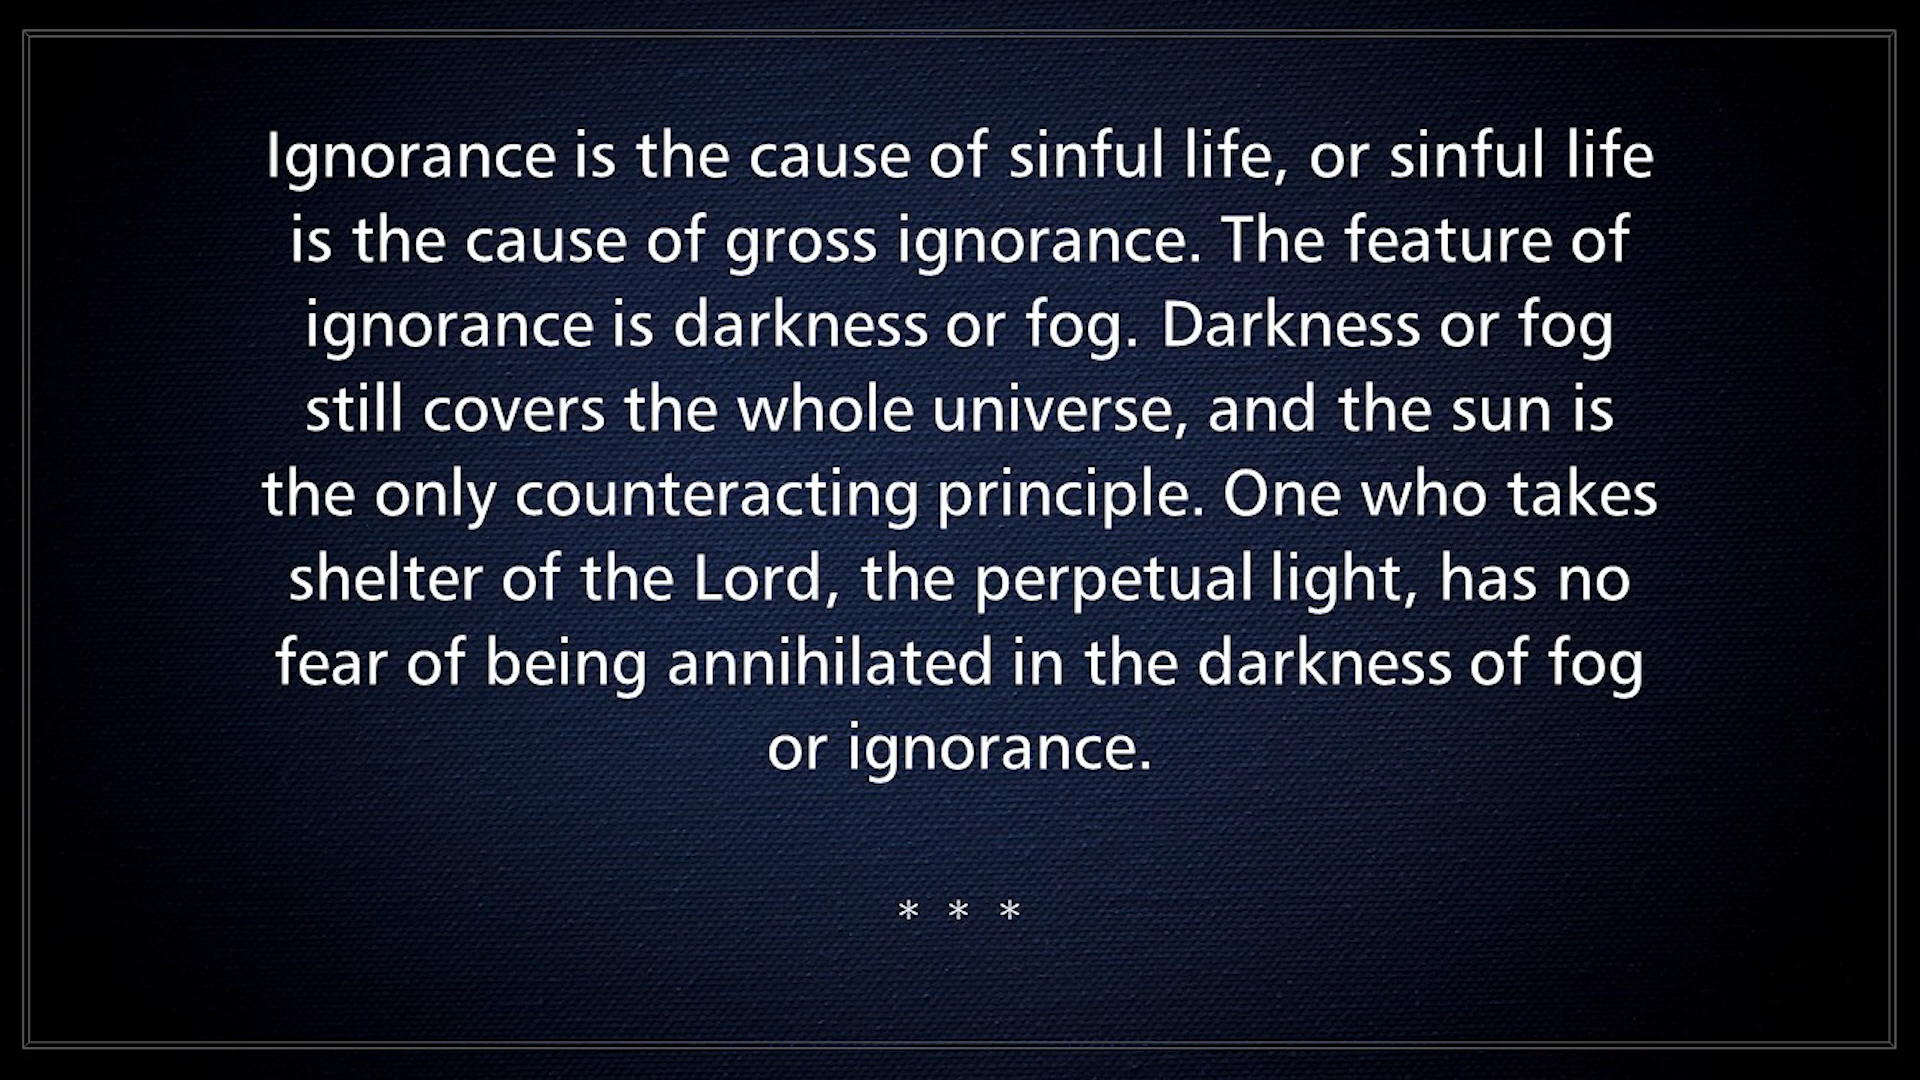 Ignorance is the cause of sinful life, or sinful life
is the cause of gross ignorance. The feature of
ignorance is darkness or fog. Darkness or fog
still covers the whole universe, and the sun is
the only counteracting principle. One who takes
shelter of the Lord, the perpetual light, has no
fear of being annihilated in the darkness of fog
or ignorance.
* * *